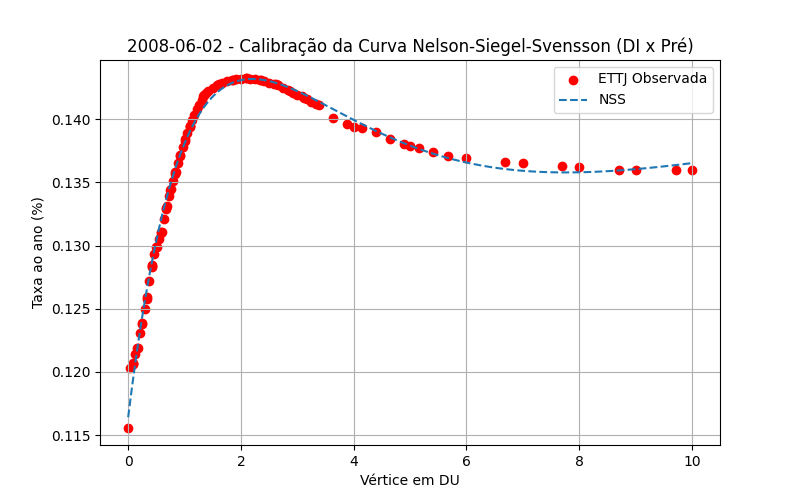 2008-06-02 - Calibração da Curva Nelson-Siegel-Svensson (DI x Pré)
ETTJ Observada
NSS
0.140
0.135
0.130
0.125
0.120
0.115
Taxa ao ano (%)
0 2 4 6 8 10
Vértice em DU